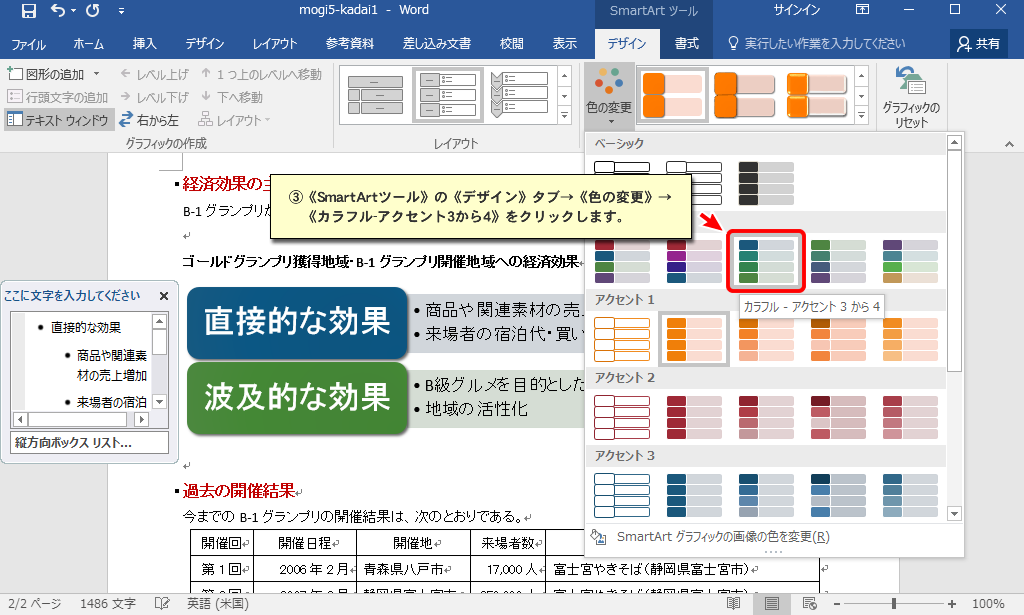 mogi5-kadai1 - Word
SmartArt ツール
サインイン
ファイル
ホーム
挿入
デザイン
レイアウト
参考資料
差し込み文書
校閲
表示
デザイン
書式
実行したい作業を入力してください
共有
図形の追加
レベル上げ
1 つ上のレベルへ移動
行頭文字の追加
レベル下げ
下へ移動
テキスト ウィンドウ
右から左
レイアウト
グラフィックの作成
レイアウト
色の変更
グラフィックの
リセット
ベーシック
経済効果の
③《SmartArtツール》の《デザイン》タブ→《色の変更》→
《カラフル-アクセント3から4》をクリックします。
B-1 グランプリ
ゴールドグランプリ獲得地域・B-1 グランプリ開催地域への経済効果
カラフル - アクセント 3 から 4
アクセント 1
ここに文字を入力してください
直接的な効果
商品や関連素
材の売上増加
来場者の宿泊
縦方向ボックス リスト...
直接的な効果
商品や関連素材の売
来場者の宿泊代・買い
波及的な効果
B級グルメを目的とした
地域の活性化
アクセント 2
アクセント 3
SmartArt グラフィックの画像の色を変更(R)
過去の開催結果
今までの B-1 グランプリの開催結果は、次のとおりである。
開催回
開催日程
開催地
来場者数
第 1 回
2006 年 2 月
青森県八戸市
17,000 人
富士宮やきそば(静岡県富士宮市)
2/2 ページ
1486 文字
英語 (米国)
100%